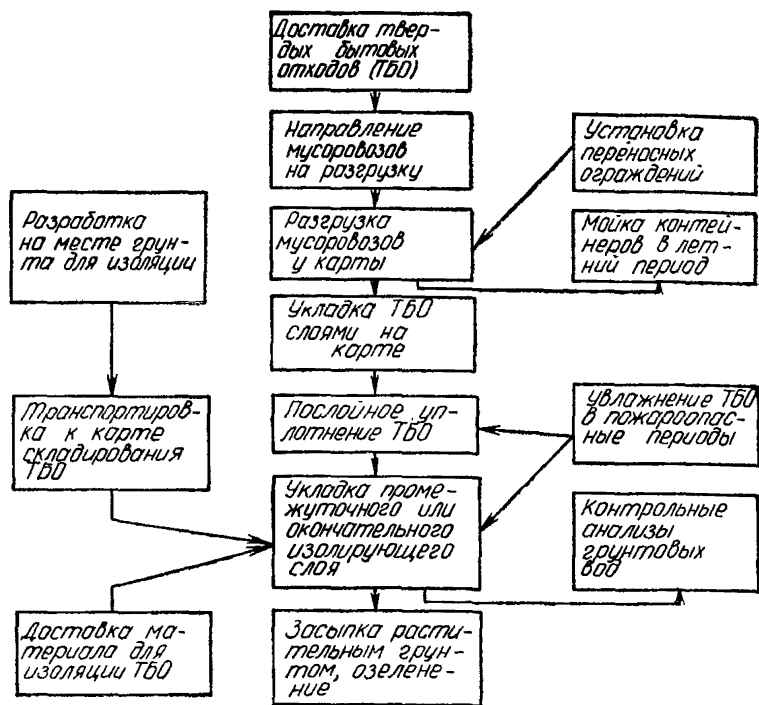 Доставка твер-
дых бытовых
отходов (ТБО)
Направление
мусоровозов
на разгрузку
Установка
переносных
ограждений
Разработка
на месте грун-
та для изоляции
Разгрузка
мусоровозов
у карты
Мойка контей-
неров в лет-
ний период
Укладка ТБО
слоями на
карте
Транспортиров-
ка к карте
складирования
ТБО
Послойное уп-
лотнение ТБО
Увлажнение ТБО
в пожароопас-
ные периоды
Укладка проме-
жуточного или
окончательного
изолирующего
слоя
Контрольные
анализы
грунтовых
вод
Доставка ма-
териала для
изоляции ТБО
Засыпка расти-
тельным грун-
том, озелене-
ние